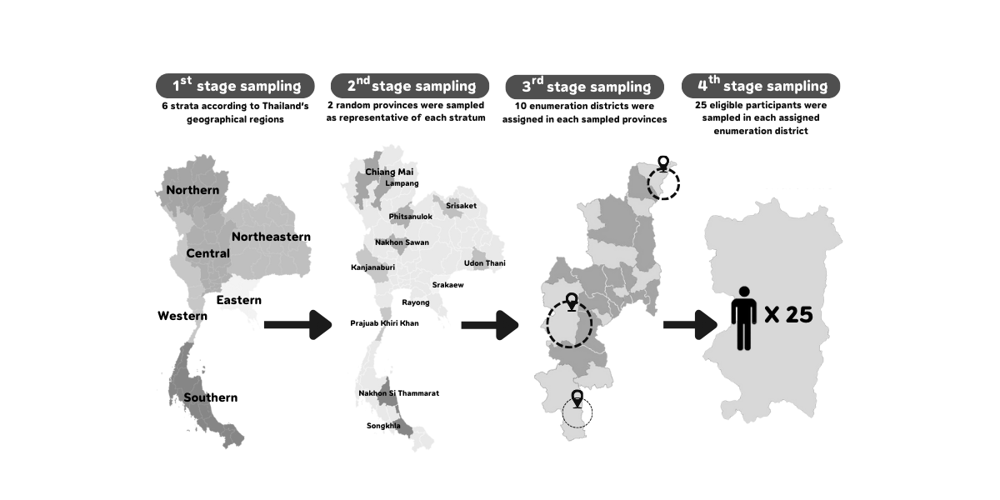 1st stage sampling
6 strata according to Thailand's
geographical regions
Northern
Northeastern
Central
Eastern
Western
Southern
2nd stage sampling
2 random provinces were sampled
as representative of each stratum
Chiang Mai
Lampang
Srisaket
Phitsanulok
Nakhon Sawan
Udon Thani
Kanjanaburi
Srakaew
Rayong
Prajuab Khiri Khan
Nakhon Si Thammarat
Songkhla
3rd stage sampling
10 enumeration districts were
assigned in each sampled provinces
4th stage sampling
25 eligible participants were
sampled in each assigned
enumeration district
X 25